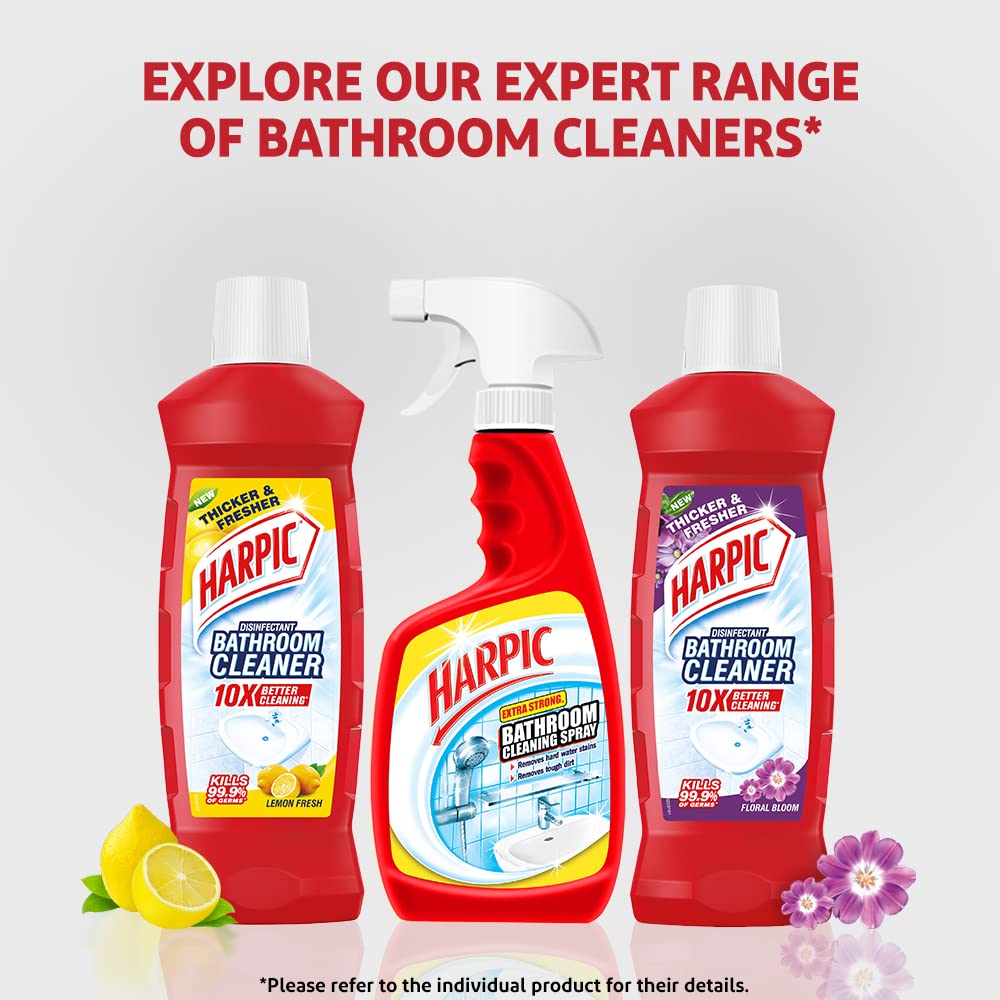 EXPLORE OUR EXPERT RANGE
OF BATHROOM CLEANERS*
NEW
THICKER &
FRESHER
HARPIC
DISINFECTANT
BATHROOM
CLEANER
10X BETTER
CLEANING*
KILLS
99.9%
OF GERMS*
LEMON FRESH
HARPIC
EXTRA STRONG.
BATHROOM
CLEANING SPRAY
Removes hard water stains
Removes tough dirt
NEW
THICKER &
FRESHER
HARPIC
DISINFECTANT
BATHROOM
CLEANER
10X BETTER
CLEANING*
KILLS
99.9%
OF GERMS*
FLORAL BLOOM
*Please refer to the individual product for their details.